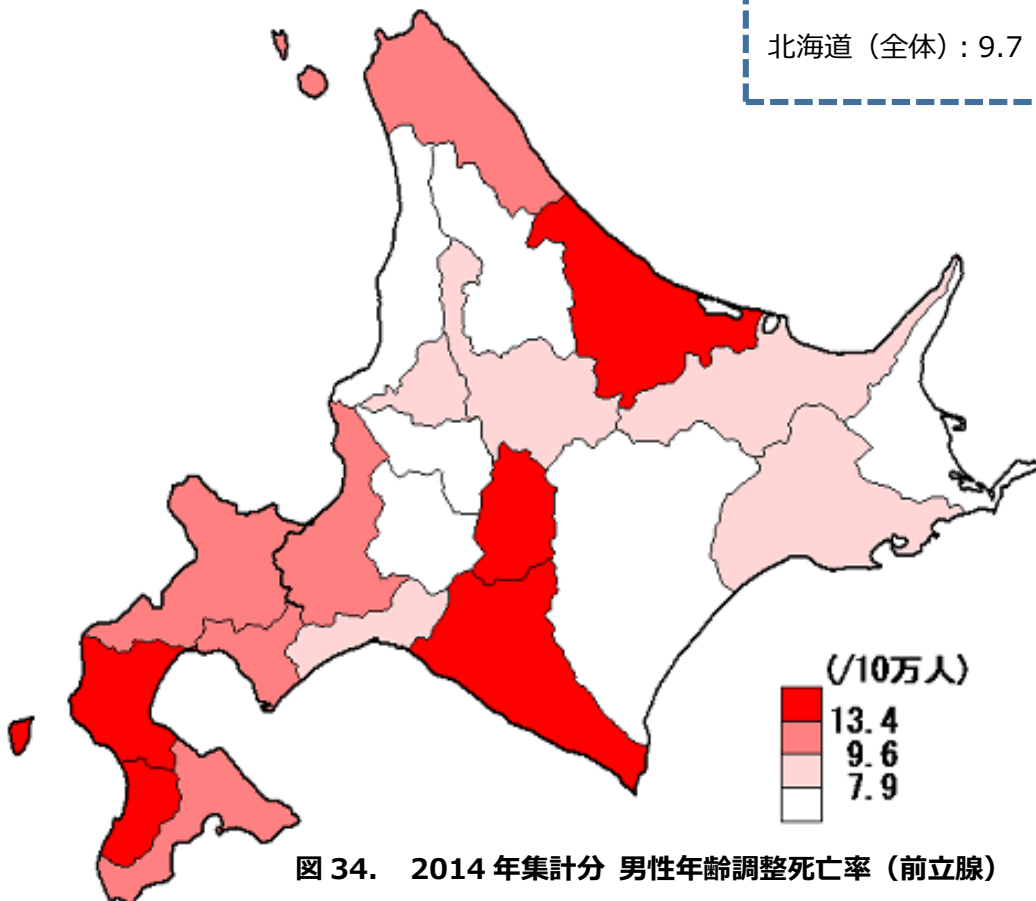 北海道（全体）: 9.7
(/10万人)
13.4
9.6
7.9
図 34. 2014 年集計分 男性年齢調整死亡率（前立腺）